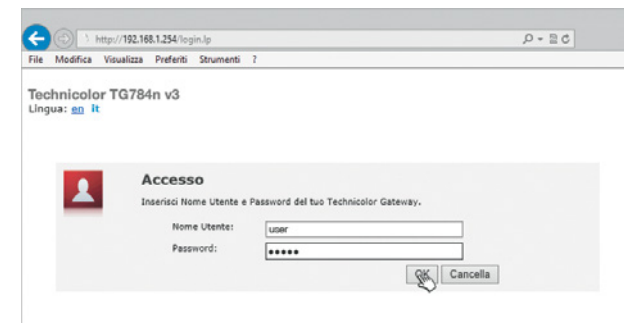 http://192.168.1.254/login.lp
File Modifica Visualizza Preferiti Strumenti ?
Technicolor TG784n v3
Lingua: en it
Accesso
Inserisci Nome Utente e Password del tuo Technicolor Gateway.
Nome Utente: user
Password: •••••
OK Cancella